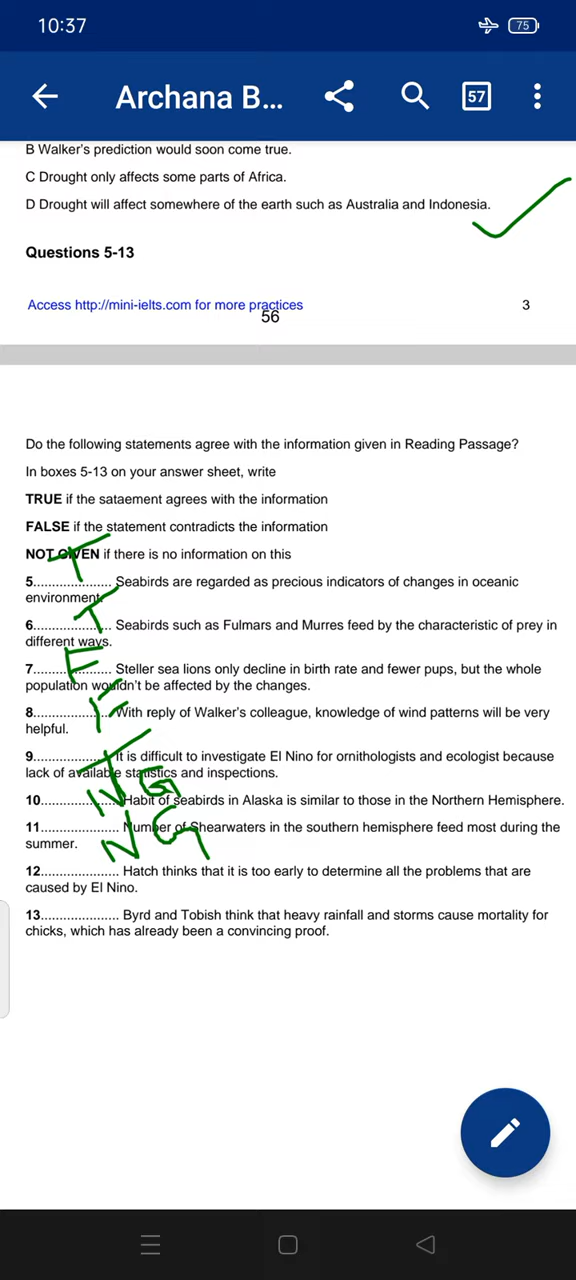 10:37
75
Archana B...
57
B Walker's prediction would soon come true.
C Drought only affects some parts of Africa.
D Drought will affect somewhere of the earth such as Australia and Indonesia.
Questions 5-13
Access http://mini-ielts.com for more practices
3
56
Do the following statements agree with the information given in Reading Passage?
In boxes 5-13 on your answer sheet, write
TRUE if the sataement agrees with the information
FALSE if the statement contradicts the information
NOT GIVEN if there is no information on this
T
5.................... Seabirds are regarded as precious indicators of changes in oceanic
environment.
T
6.................... Seabirds such as Fulmars and Murres feed by the characteristic of prey in
different ways.
F
7.................... Steller sea lions only decline in birth rate and fewer pups, but the whole
population wouldn't be affected by the changes.
F
8.................... With reply of Walker's colleague, knowledge of wind patterns will be very
helpful.
T
9.................... It is difficult to investigate El Nino for ornithologists and ecologist because
lack of available statistics and inspections.
NG
10.................... Habit of seabirds in Alaska is similar to those in the Northern Hemisphere.
NG
11.................... Number of Shearwaters in the southern hemisphere feed most during the
summer.
12.................... Hatch thinks that it is too early to determine all the problems that are
caused by El Nino.
13.................... Byrd and Tobish think that heavy rainfall and storms cause mortality for
chicks, which has already been a convincing proof.